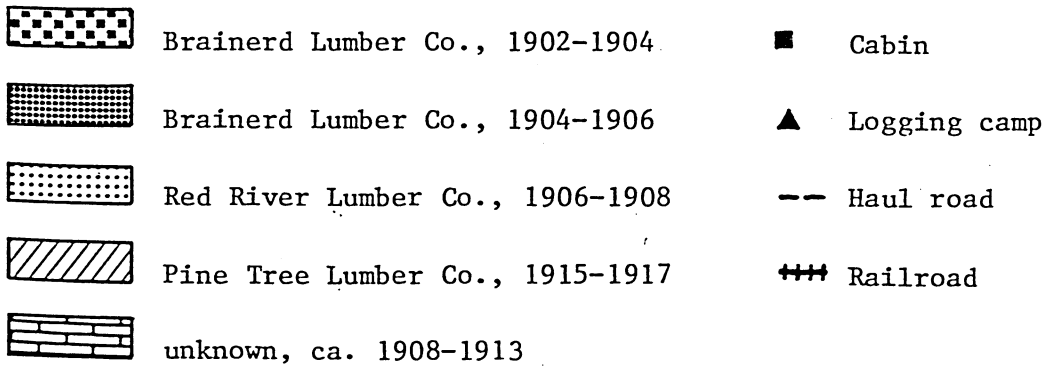 Brainerd Lumber Co., 1902-1904
Brainerd Lumber Co., 1904-1906
Red River Lumber Co., 1906-1908
Pine Tree Lumber Co., 1915-1917
unknown, ca. 1908-1913
Cabin
Logging camp
Haul road
Railroad